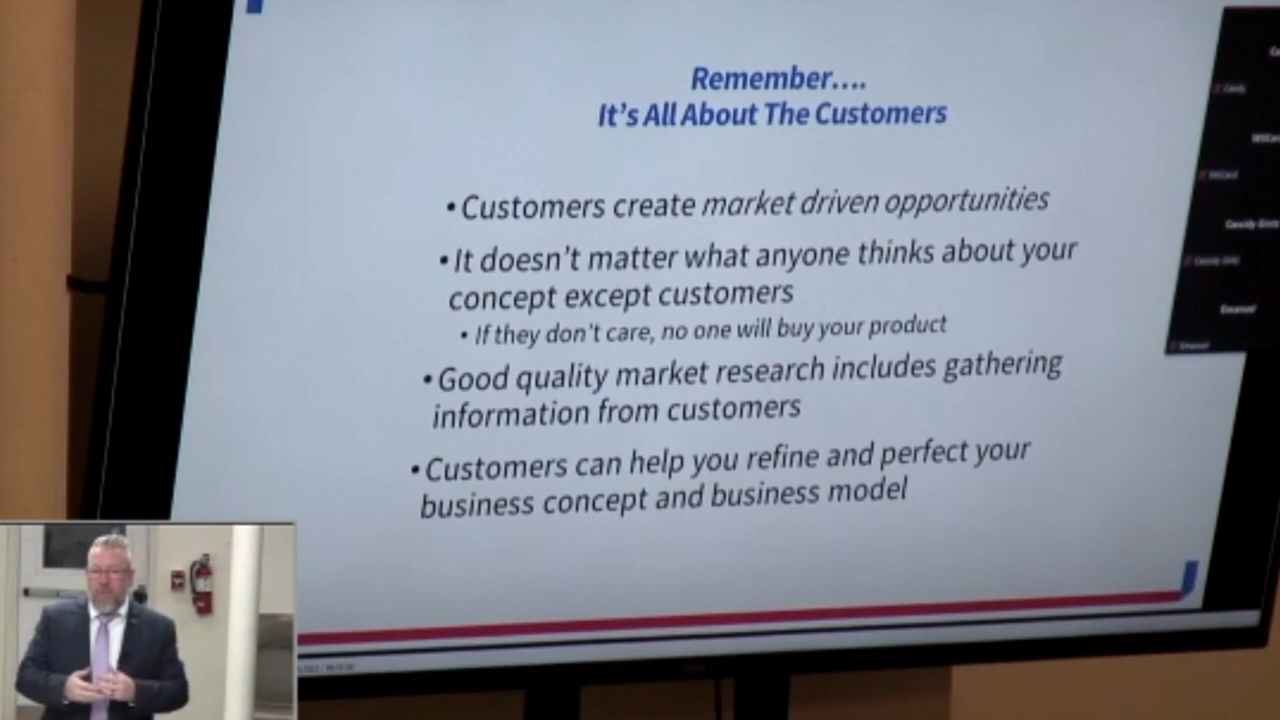 Remember....
It's All About The Customers
• Customers create market driven opportunities
• It doesn't matter what anyone thinks about your
concept except customers
• If they don't care, no one will buy your product
• Good quality market research includes gathering
information from customers
• Customers can help you refine and perfect your
business concept and business model
Emanuel